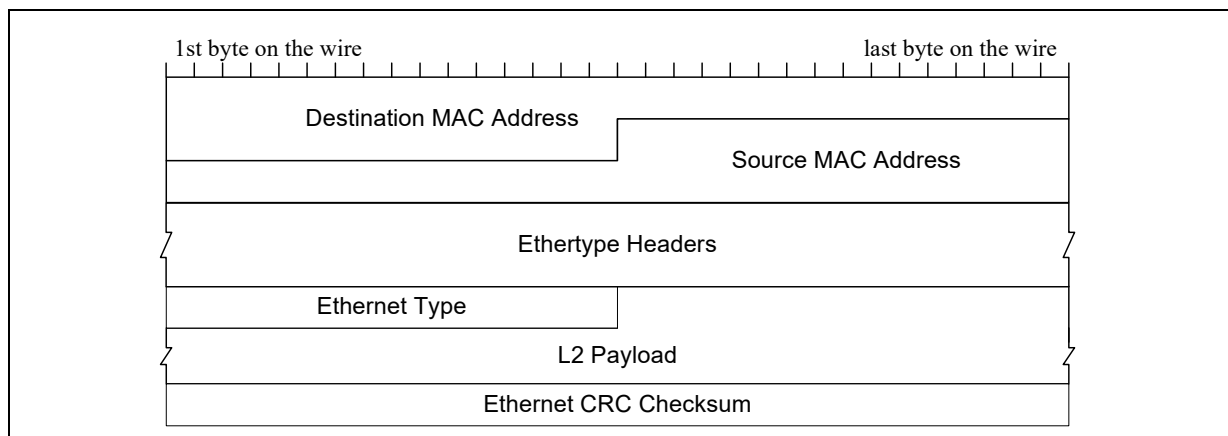 1st byte on the wire
last byte on the wire
Destination MAC Address
Source MAC Address
Ethertype Headers
Ethernet Type
L2 Payload
Ethernet CRC Checksum